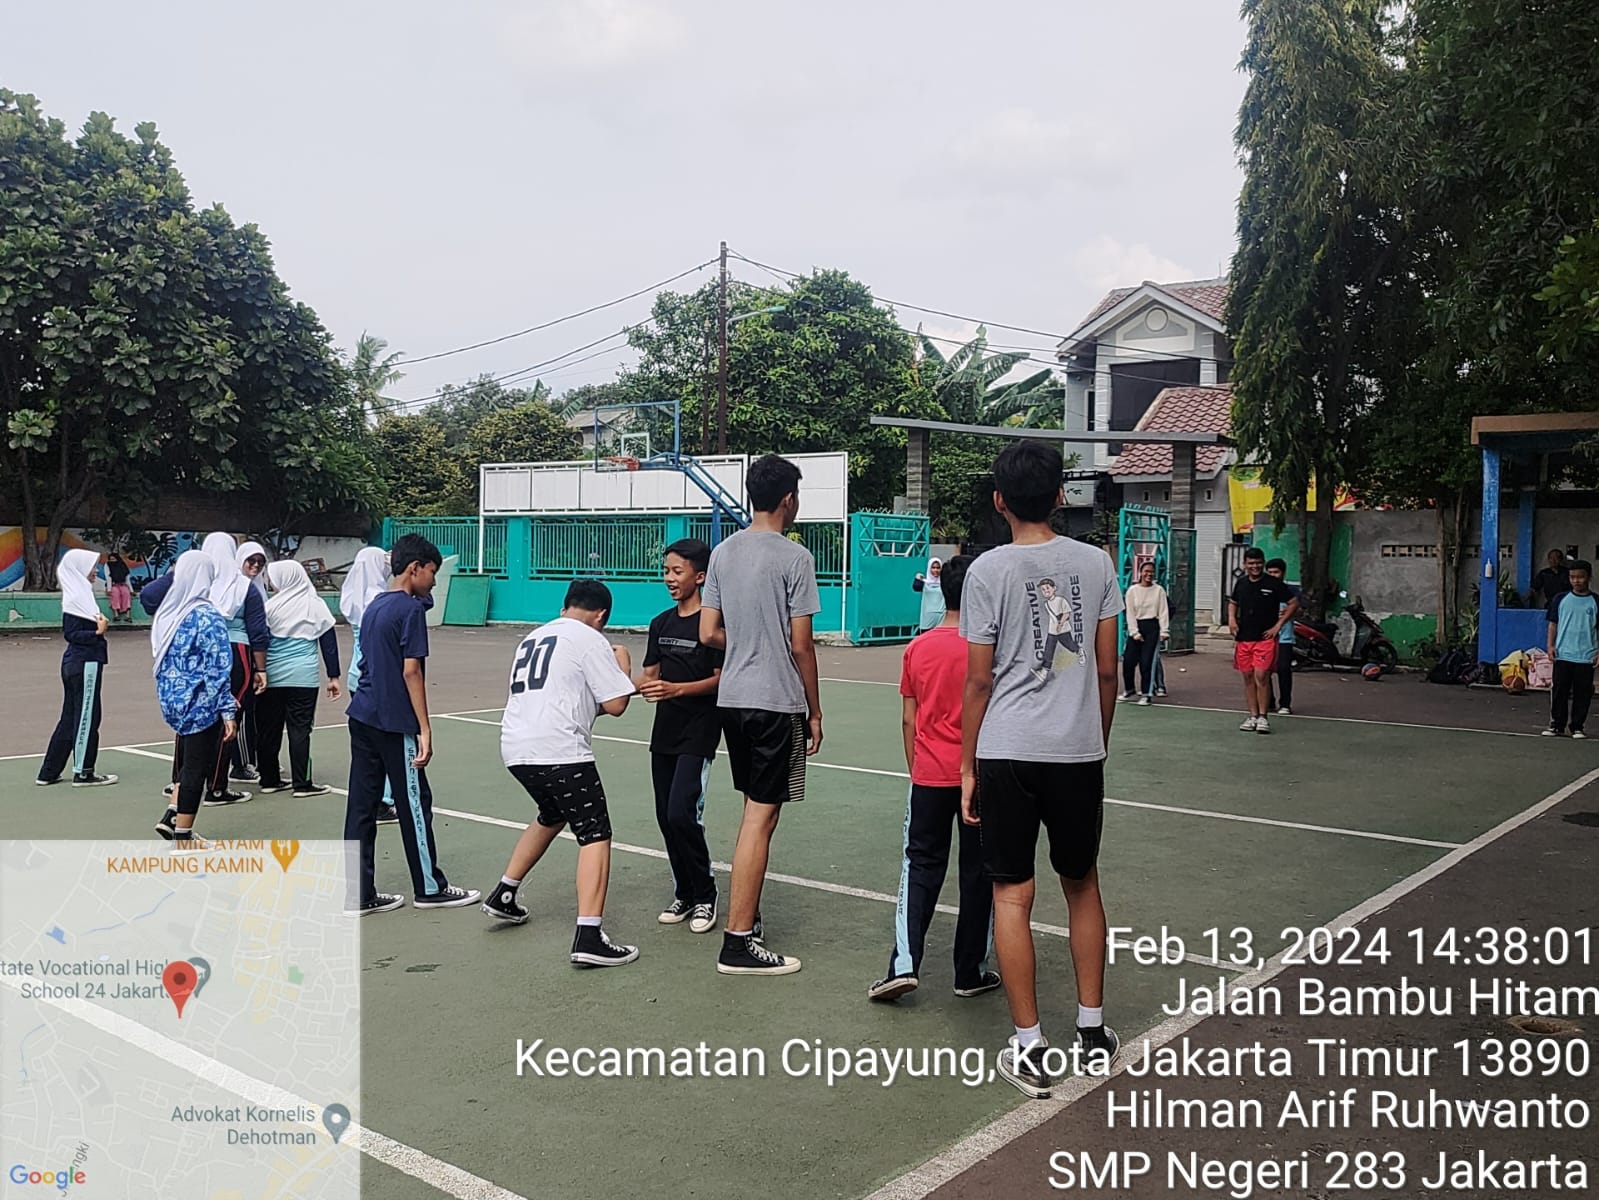 20
CREATIVE
SERVICE
MIE AYAM
KAMPUNG KAMIN
tate Vocational Hig
School 24 Jakart
Advokat Kornelis
Dehotman
Google
Feb 13, 2024 14:38:01
Jalan Bambu Hitam
Kecamatan Cipayung, Kota Jakarta Timur 13890
Hilman Arif Ruhwanto
SMP Negeri 283 Jakarta